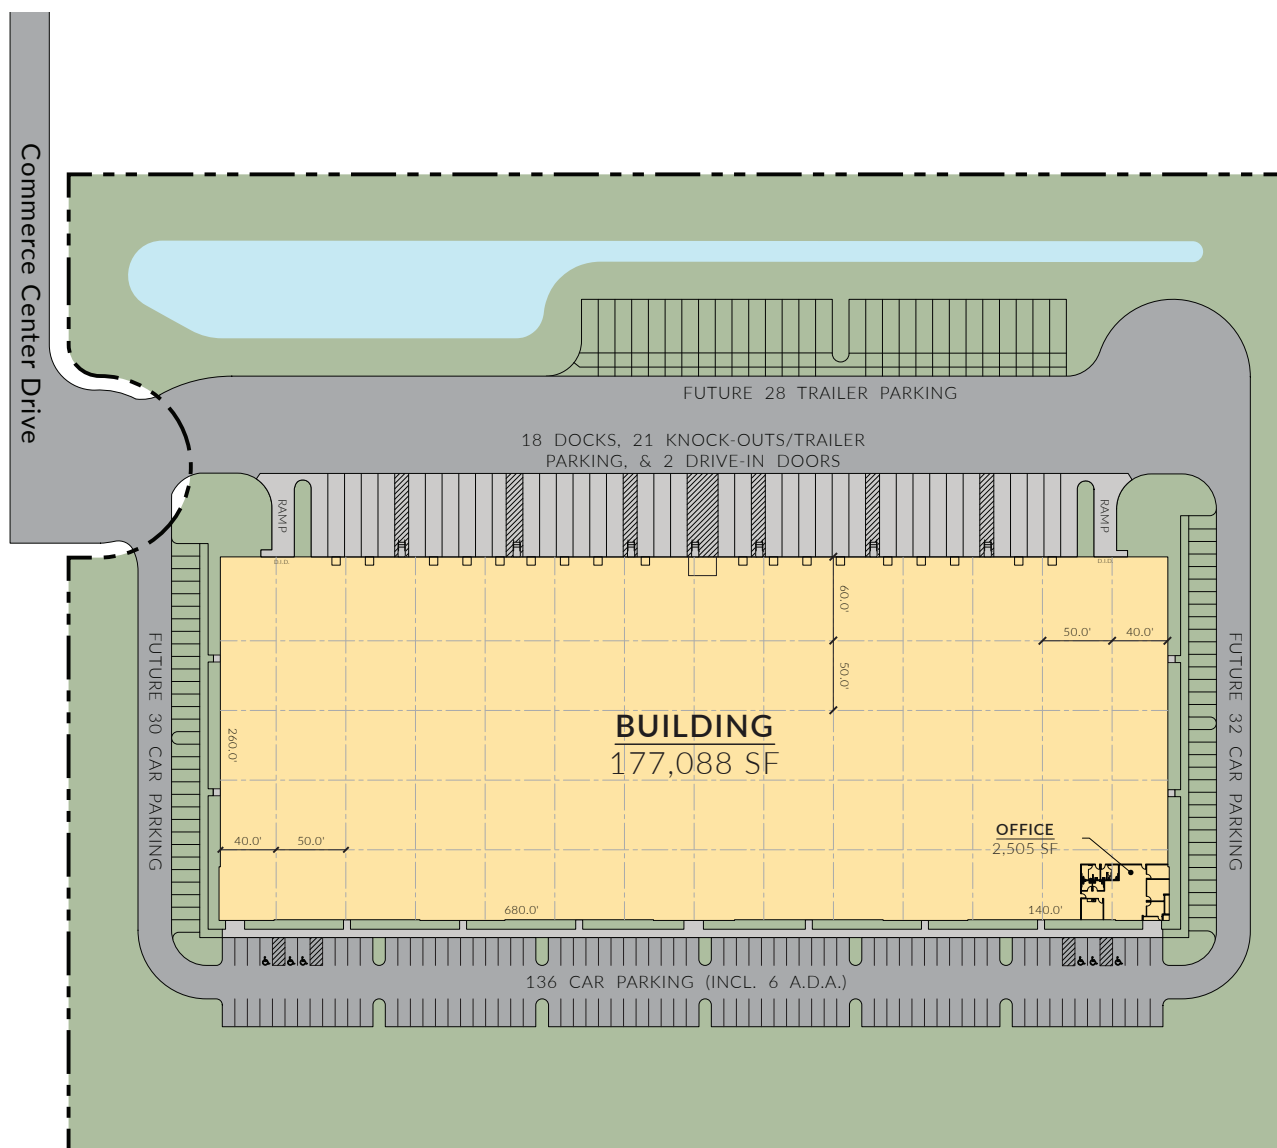 Commerce Center Drive
FUTURE 28 TRAILER PARKING
18 DOCKS, 21 KNOCK-OUTS/TRAILER
PARKING, & 2 DRIVE-IN DOORS
RAMP
RAMP
D.I.D.
D.I.D.
60.0'
50.0'
40.0'
50.0'
FUTURE 30 CAR PARKING
FUTURE 32 CAR PARKING
260.0'
BUILDING
177,088 SF
40.0'
50.0'
OFFICE
2,505 SF
680.0'
140.0'
136 CAR PARKING (INCL. 6 A.D.A.)